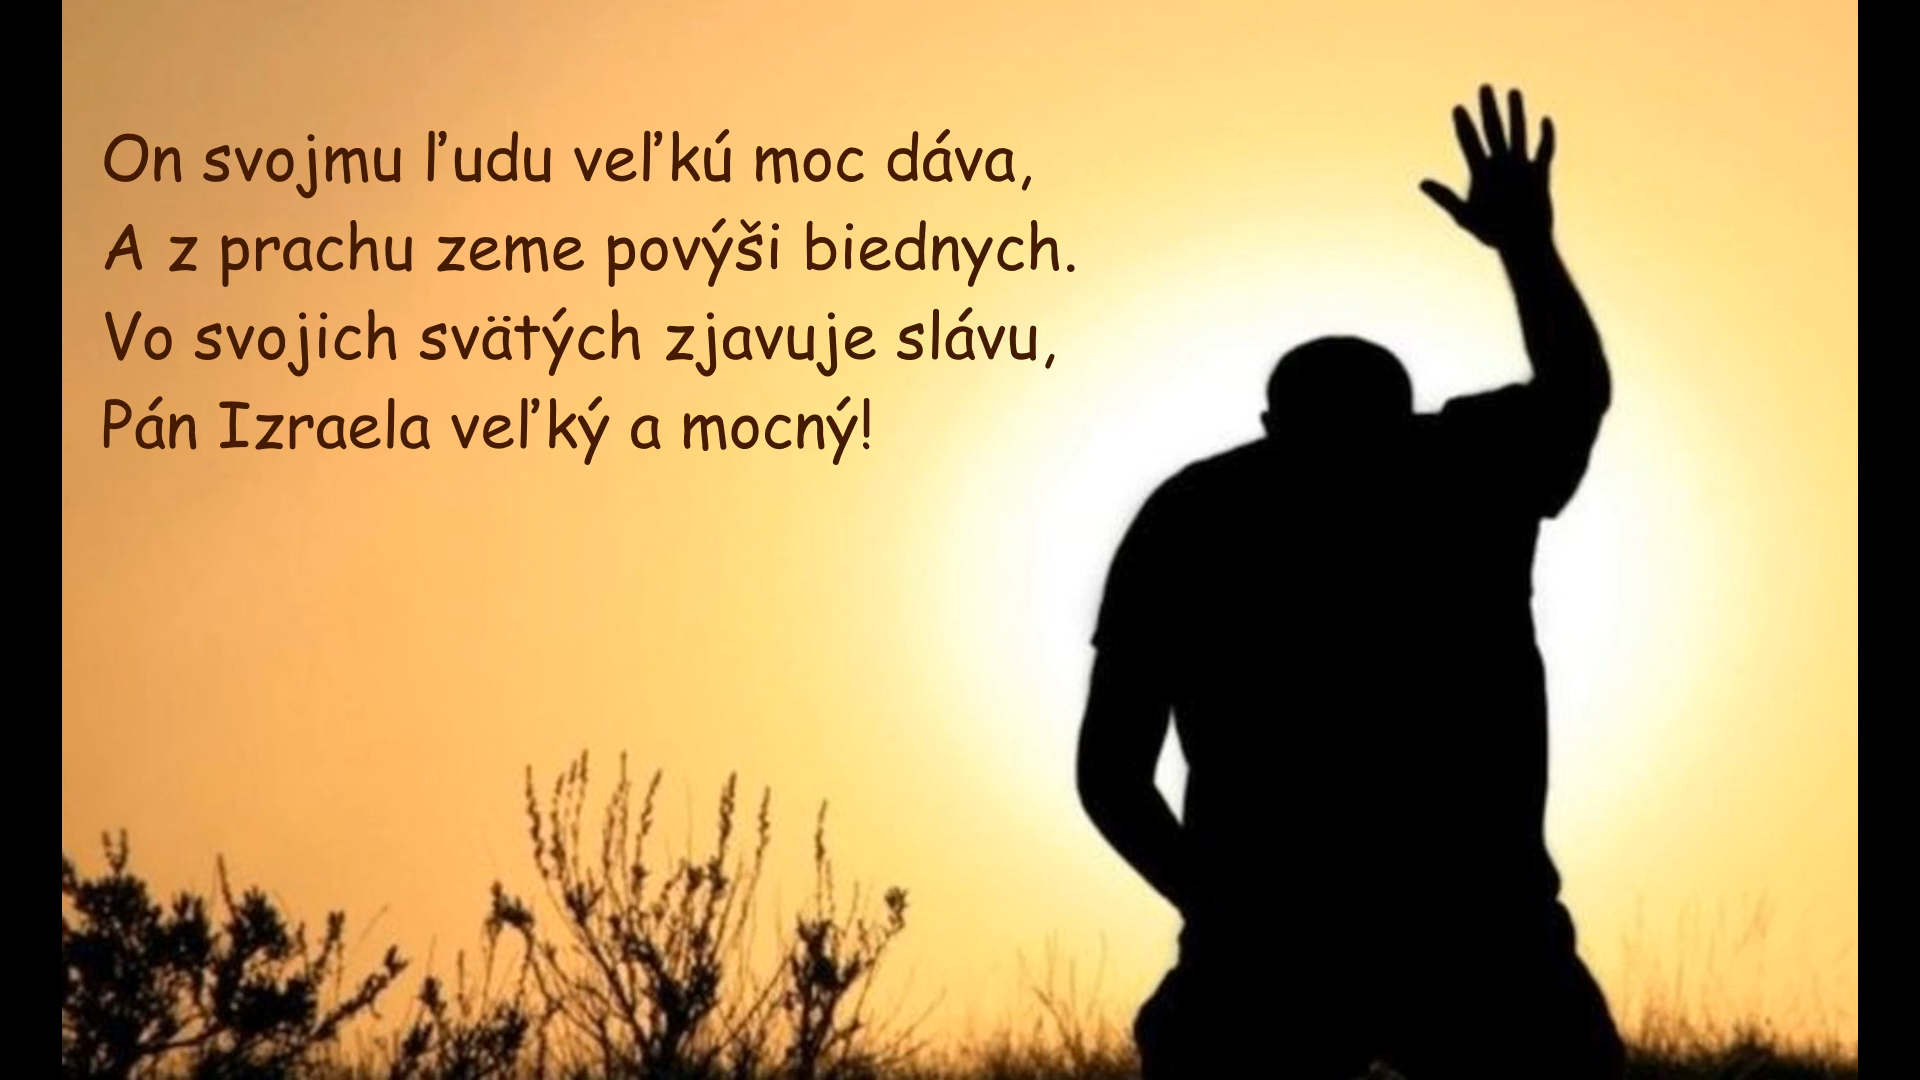 On svojmu ľudu veľkú moc dáva,
A z prachu zeme povýši biednych.
Vo svojich svätých zjavuje slávu,
Pán Izraela veľký a mocný!